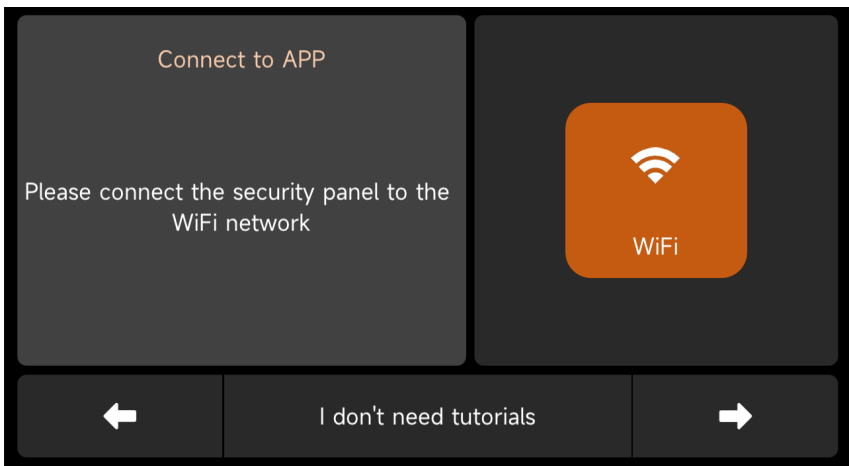 Connect to APP
Please connect the security panel to the
WiFi network
WiFi
I don't need tutorials